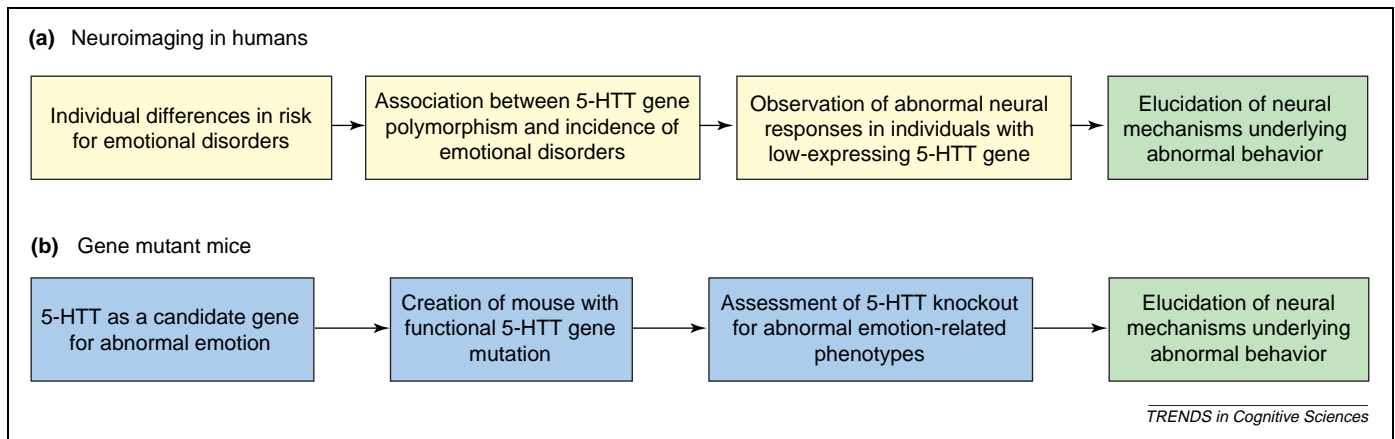 (a) Neuroimaging in humans
Individual differences in risk
for emotional disorders
Association between 5-HTT gene
polymorphism and incidence of
emotional disorders
Observation of abnormal neural
responses in individuals with
low-expressing 5-HTT gene
Elucidation of neural
mechanisms underlying
abnormal behavior
(b) Gene mutant mice
5-HTT as a candidate gene
for abnormal emotion
Creation of mouse with
functional 5-HTT gene
mutation
Assessment of 5-HTT knockout
for abnormal emotion-related
phenotypes
Elucidation of neural
mechanisms underlying
abnormal behavior
TRENDS in Cognitive Sciences